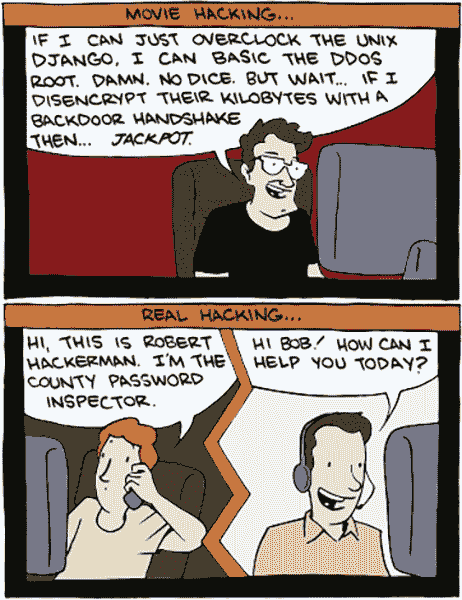 MOVIE HACKING...
IF I CAN JUST OVERCLOCK THE UNIX
DJANGO, I CAN BASIC THE DDOS
ROOT. DAMN. NO DICE. BUT WAIT... IF I
DISENCRYPT THEIR KILOBYTES WITH A
BACKDOOR HANDSHAKE
THEN... JACKPOT.
REAL HACKING...
HI, THIS IS ROBERT
HACKERMAN. I'M THE
COUNTY PASSWORD
INSPECTOR.
HI BOB! HOW CAN I
HELP YOU TODAY?